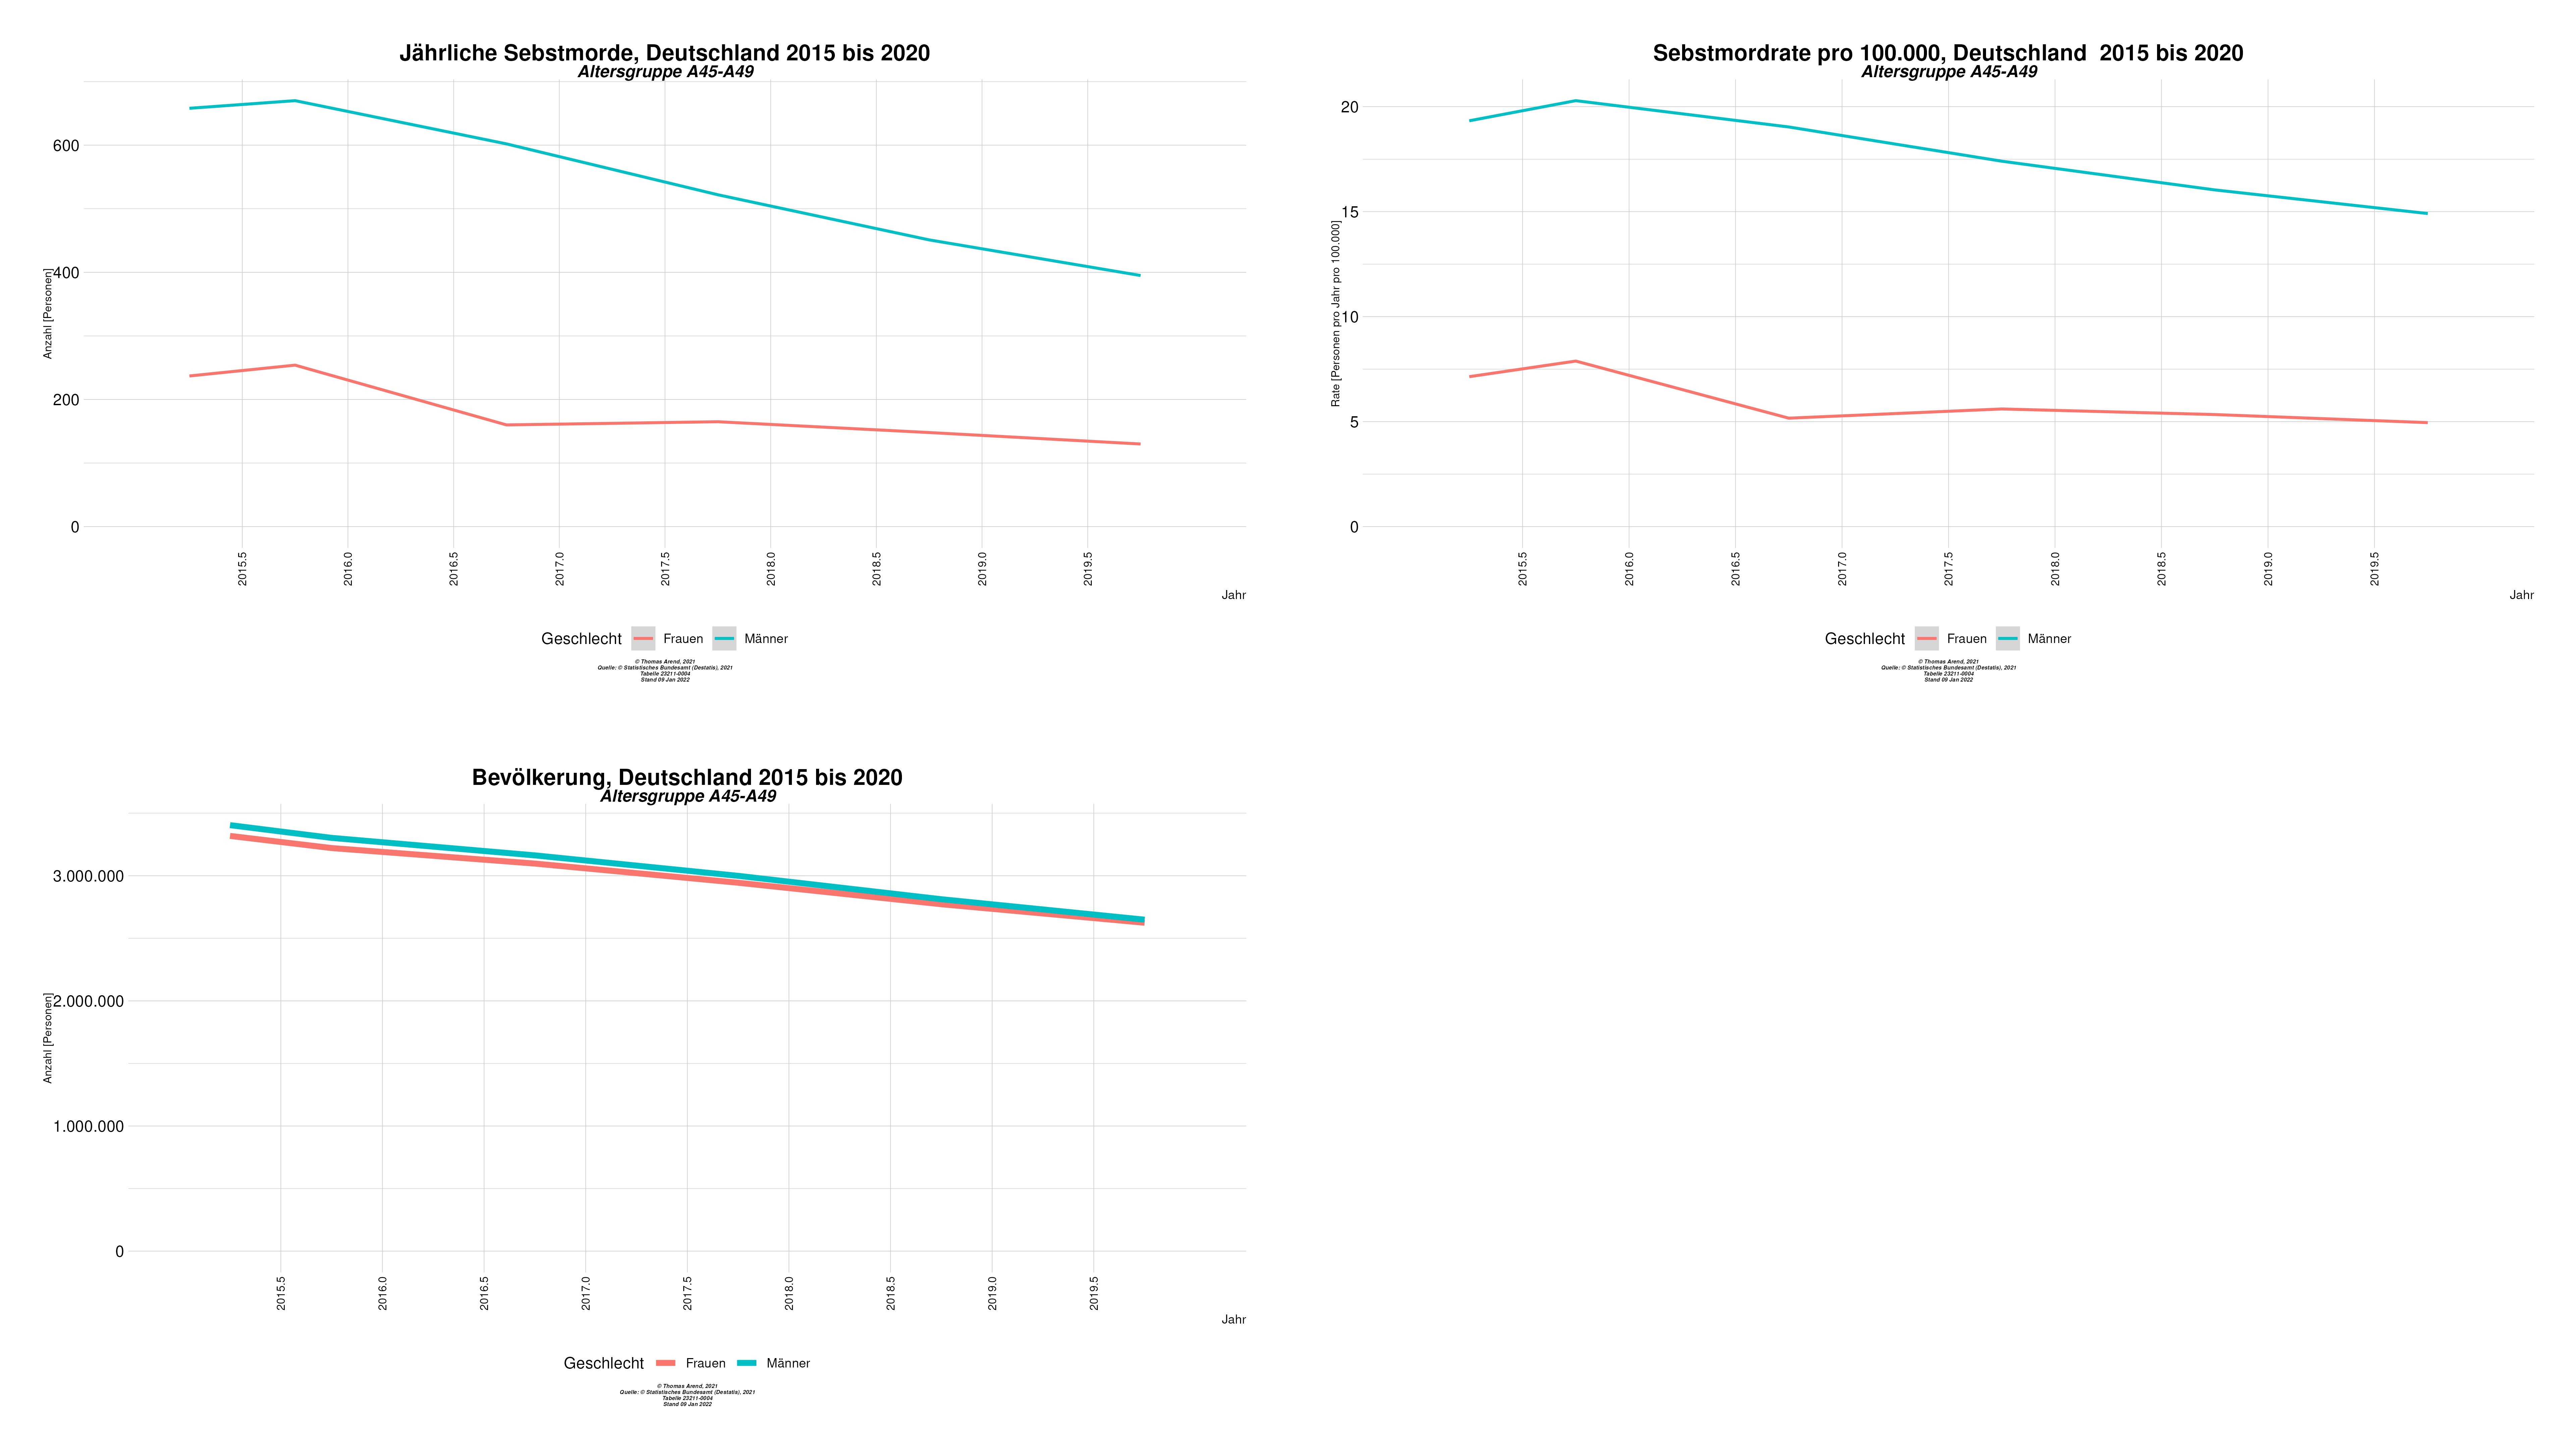 Jährliche Sebstmorde, Deutschland 2015 bis 2020
Altersgruppe A45-A49
Anzahl [Personen]
600
400
200
0
2015.5
2016.0
2016.5
2017.0
2017.5
2018.0
2018.5
2019.0
2019.5
Jahr
Geschlecht Frauen Männer
© Thomas Arend, 2021
Quelle: © Statistisches Bundesamt (Destatis), 2021
Tabelle 23211-0004
Stand 09 Jan 2022
Sebstmordrate pro 100.000, Deutschland  2015 bis 2020
Altersgruppe A45-A49
Rate [Personen pro Jahr pro 100.000]
20
15
10
5
0
2015.5
2016.0
2016.5
2017.0
2017.5
2018.0
2018.5
2019.0
2019.5
Jahr
Geschlecht Frauen Männer
© Thomas Arend, 2021
Quelle: © Statistisches Bundesamt (Destatis), 2021
Tabelle 23211-0004
Stand 09 Jan 2022
Bevölkerung, Deutschland 2015 bis 2020
Altersgruppe A45-A49
Anzahl [Personen]
3.000.000
2.000.000
1.000.000
0
2015.5
2016.0
2016.5
2017.0
2017.5
2018.0
2018.5
2019.0
2019.5
Jahr
Geschlecht Frauen Männer
© Thomas Arend, 2021
Quelle: © Statistisches Bundesamt (Destatis), 2021
Tabelle 23211-0004
Stand 09 Jan 2022